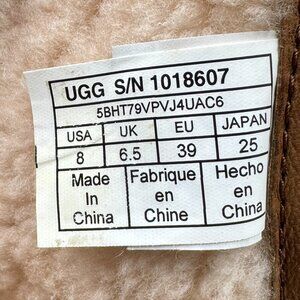 UGG S/N 1018607
5BHT79VPVJ4UAC6
USA UK EU JAPAN
8 6.5 39 25
Made Fabrique Hecho
In en en
China Chine China